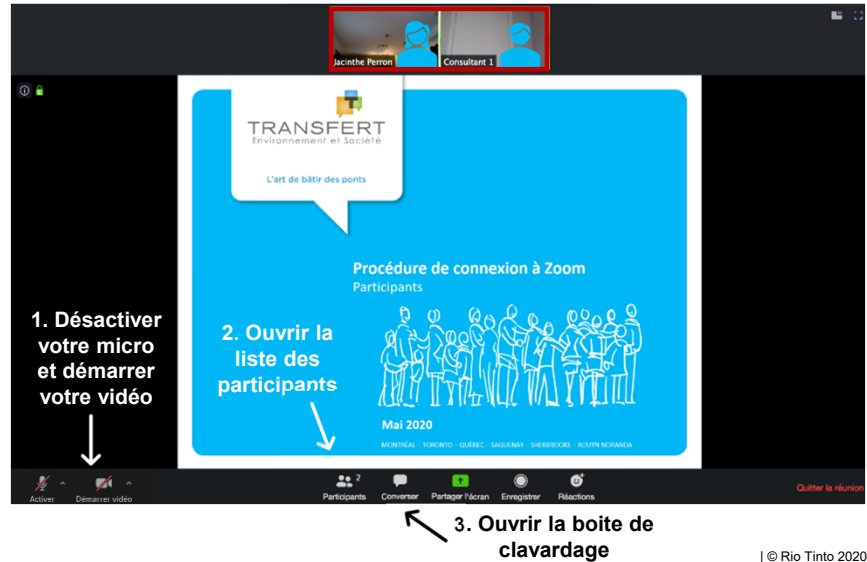 Jacinthe Perron
Consultant 1
TRANSFERT
Environnement et Société
L'art de bâtir des ponts
Procédure de connexion à Zoom
Participants
1. Désactiver
votre micro
et démarrer
votre vidéo
2. Ouvrir la
liste des
participants
Mai 2020
MONTRÉAL - TORONTO - QUÉBEC - SAGUENAY - SHERBROOKE - ROUYN NORANDA
Activer
Démarrer vidéo
2
Participants
Converser
Partager l'écran
Enregistrer
Réactions
Quitter la réunion
3. Ouvrir la boite de
clavardage
| © Rio Tinto 2020